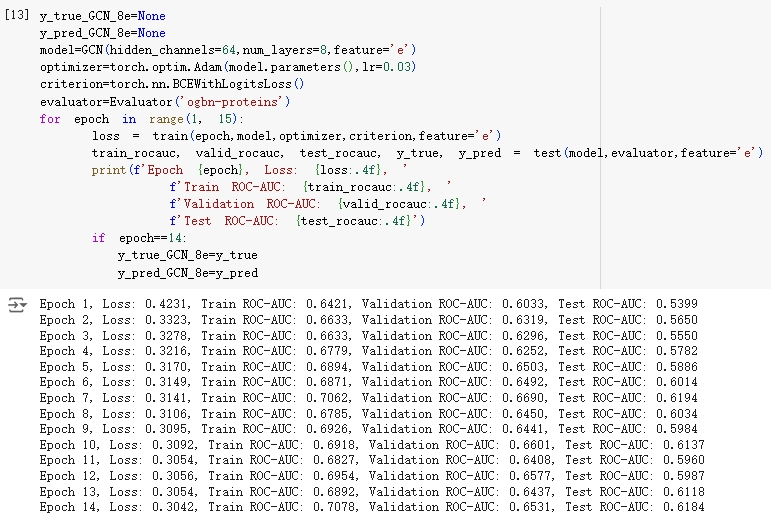 [13] y_true_GCN_8e=None
y_pred_GCN_8e=None
model=GCN(hidden_channels=64,num_layers=8,feature='e')
optimizer=torch.optim.Adam(model.parameters(),lr=0.03)
criterion=torch.nn.BCEWithLogitsLoss()
evaluator=Evaluator('ogbn-proteins')
for epoch in range(1, 15):
loss = train(epoch,model,optimizer,criterion,feature='e')
train_rocauc, valid_rocauc, test_rocauc, y_true, y_pred = test(model,evaluator,feature='e')
print(f'Epoch {epoch}, Loss: {loss:.4f}, '
f'Train ROC-AUC: {train_rocauc:.4f}, '
f'Validation ROC-AUC: {valid_rocauc:.4f}, '
f'Test ROC-AUC: {test_rocauc:.4f}')
if epoch==14:
y_true_GCN_8e=y_true
y_pred_GCN_8e=y_pred
Epoch 1, Loss: 0.4231, Train ROC-AUC: 0.6421, Validation ROC-AUC: 0.6033, Test ROC-AUC: 0.5399
Epoch 2, Loss: 0.3323, Train ROC-AUC: 0.6633, Validation ROC-AUC: 0.6319, Test ROC-AUC: 0.5650
Epoch 3, Loss: 0.3278, Train ROC-AUC: 0.6633, Validation ROC-AUC: 0.6296, Test ROC-AUC: 0.5550
Epoch 4, Loss: 0.3216, Train ROC-AUC: 0.6779, Validation ROC-AUC: 0.6252, Test ROC-AUC: 0.5782
Epoch 5, Loss: 0.3170, Train ROC-AUC: 0.6894, Validation ROC-AUC: 0.6503, Test ROC-AUC: 0.5886
Epoch 6, Loss: 0.3149, Train ROC-AUC: 0.6871, Validation ROC-AUC: 0.6492, Test ROC-AUC: 0.6014
Epoch 7, Loss: 0.3141, Train ROC-AUC: 0.7062, Validation ROC-AUC: 0.6690, Test ROC-AUC: 0.6194
Epoch 8, Loss: 0.3106, Train ROC-AUC: 0.6785, Validation ROC-AUC: 0.6450, Test ROC-AUC: 0.6034
Epoch 9, Loss: 0.3095, Train ROC-AUC: 0.6926, Validation ROC-AUC: 0.6441, Test ROC-AUC: 0.5984
Epoch 10, Loss: 0.3092, Train ROC-AUC: 0.6918, Validation ROC-AUC: 0.6601, Test ROC-AUC: 0.6137
Epoch 11, Loss: 0.3054, Train ROC-AUC: 0.6827, Validation ROC-AUC: 0.6408, Test ROC-AUC: 0.5960
Epoch 12, Loss: 0.3056, Train ROC-AUC: 0.6954, Validation ROC-AUC: 0.6577, Test ROC-AUC: 0.5987
Epoch 13, Loss: 0.3054, Train ROC-AUC: 0.6892, Validation ROC-AUC: 0.6437, Test ROC-AUC: 0.6118
Epoch 14, Loss: 0.3042, Train ROC-AUC: 0.7078, Validation ROC-AUC: 0.6531, Test ROC-AUC: 0.6184